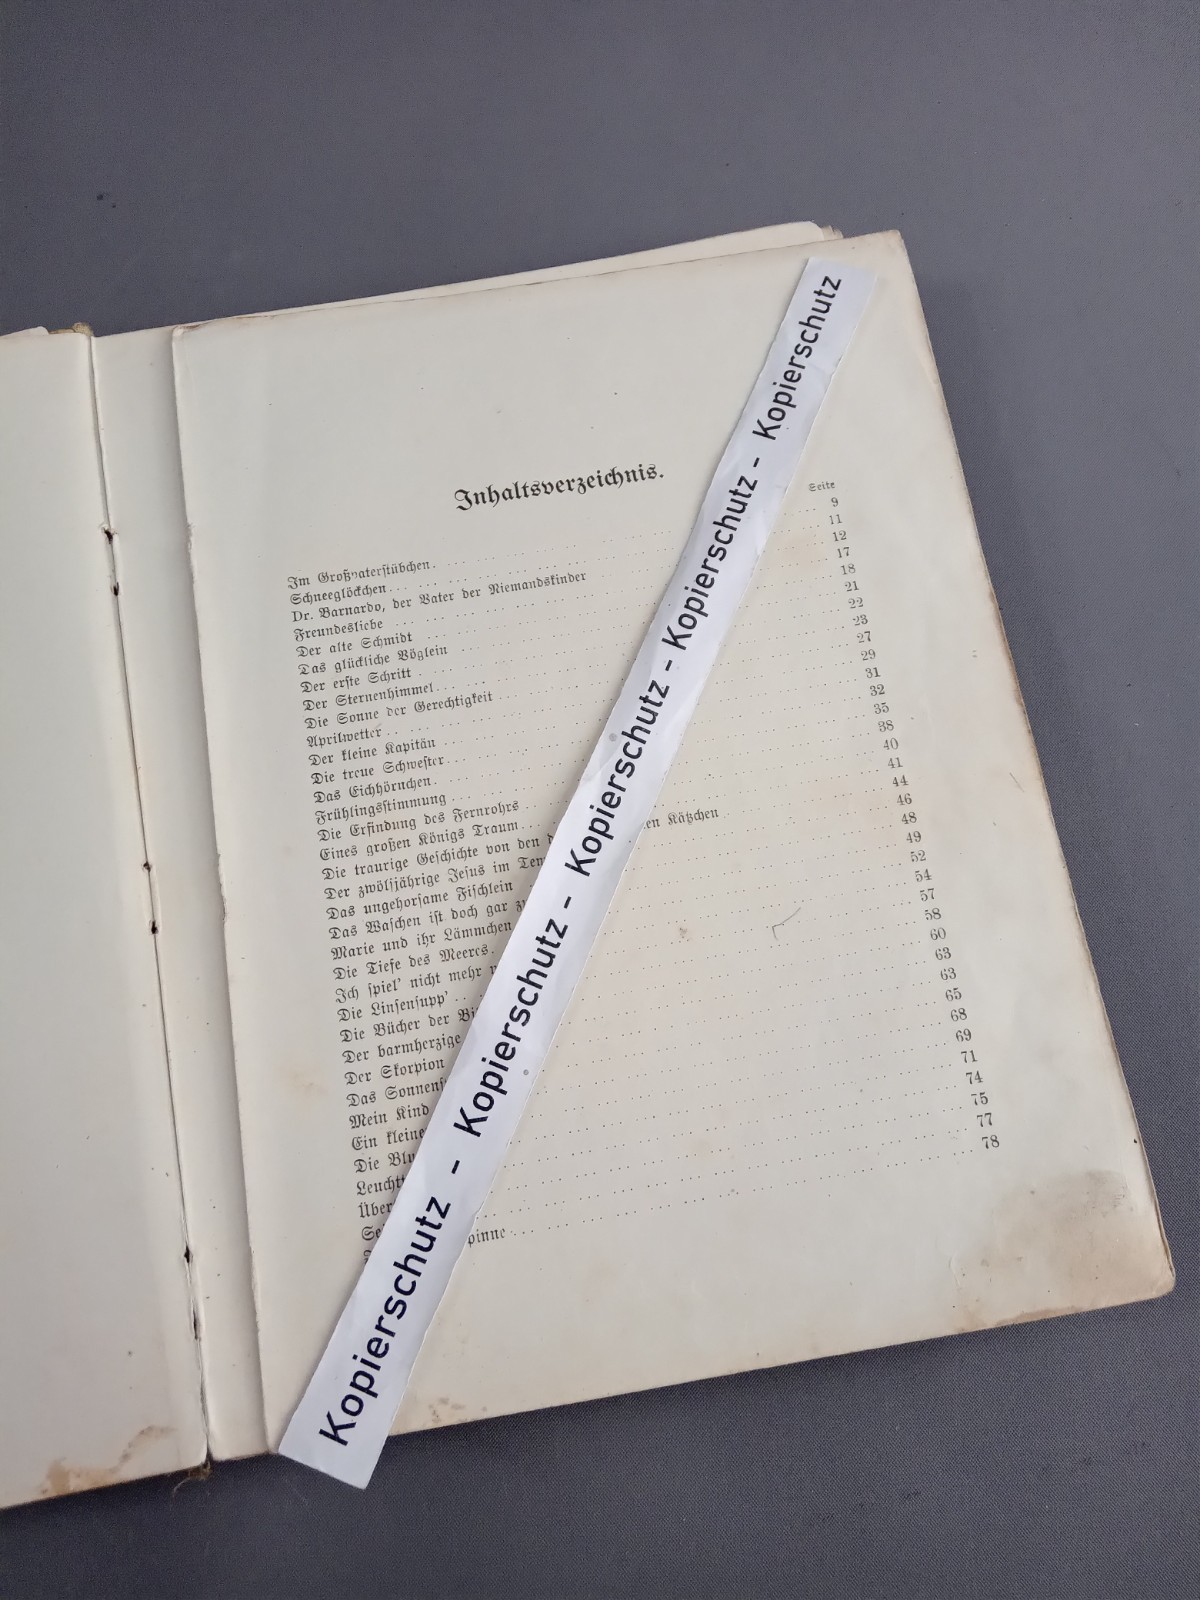 Inhaltsverzeichnis.
Seite
Im Großvaterstübchen. 9
Schneeglöckchen 11
Dr. Barnardo, der Vater der Niemandskinder 12
Freundesliebe 17
Der alte Schmidt 18
Das glückliche Vöglein 21
Der erste Schritt 22
Der Sternenhimmel 23
Die Sonne der Gerechtigkeit 27
Aprilwetter 29
Der kleine Kapitän 31
Die treue Schwester 32
Das Eichhörnchen 35
Frühlingsstimmung 38
Die Erfindung des Fernrohrs 40
Eines großen Königs Traum 41
Die traurige Geschichte von den Kätzchen 44
Der zwölfjährige Jesus im 46
Das ungehorsame Fischlein 48
Das Waschen ist doch gar 49
Marie und ihr Lämmchen 52
Die Tiefe des Meeres. 54
Ich spiel' nicht mehr 57
Die Linsensupp' 58
Die Bücher der 60
Der barmherzige 63
Der Skorpion 63
Das 65
Mein Kind 68
Ein 69
Die 71
74
75
77
78
Kopierschutz - Kopierschutz - Kopierschutz - Kopierschutz - Kopierschutz - Kopierschutz